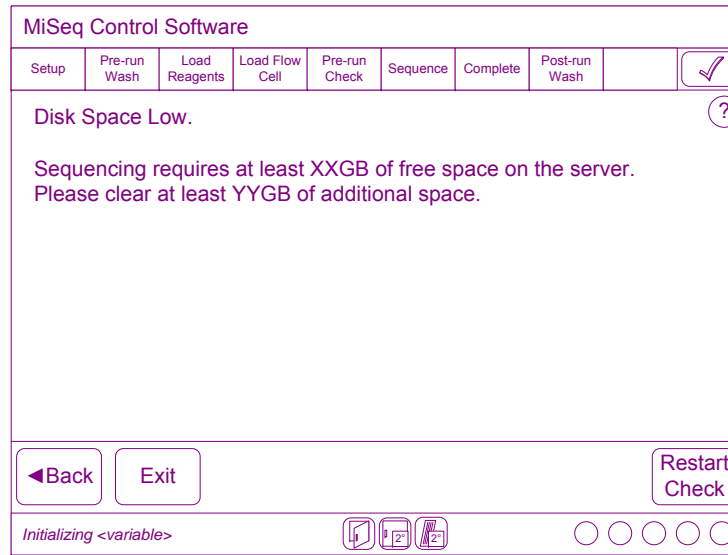 MiSeq Control Software
Setup
Pre-run
Wash
Load
Reagents
Load Flow
Cell
Pre-run
Check
Sequence
Complete
Post-run
Wash
?
Disk Space Low.
Sequencing requires at least XXGB of free space on the server.
Please clear at least YYGB of additional space.
◄Back
Exit
Restart
Check
Initializing <variable>
2°
2°